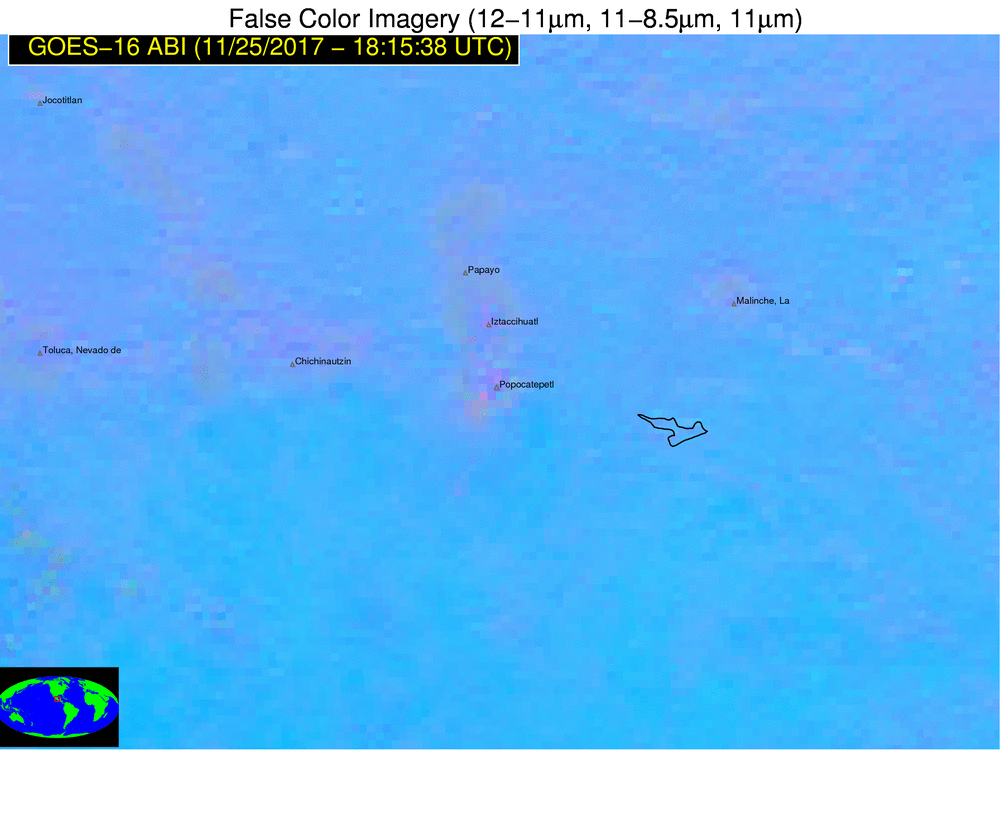 False Color Imagery (12−11μm, 11−8.5μm, 11μm)
GOES−16 ABI (11/25/2017 − 18:15:38 UTC)
Jocotitlan
Papayo
Malinche, La
Iztaccihuatl
Toluca, Nevado de
Chichinautzin
Popocatepetl